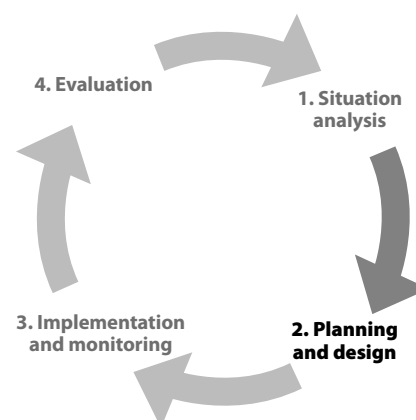 4. Evaluation
1. Situation
analysis
3. Implementation
and monitoring
2. Planning
and design